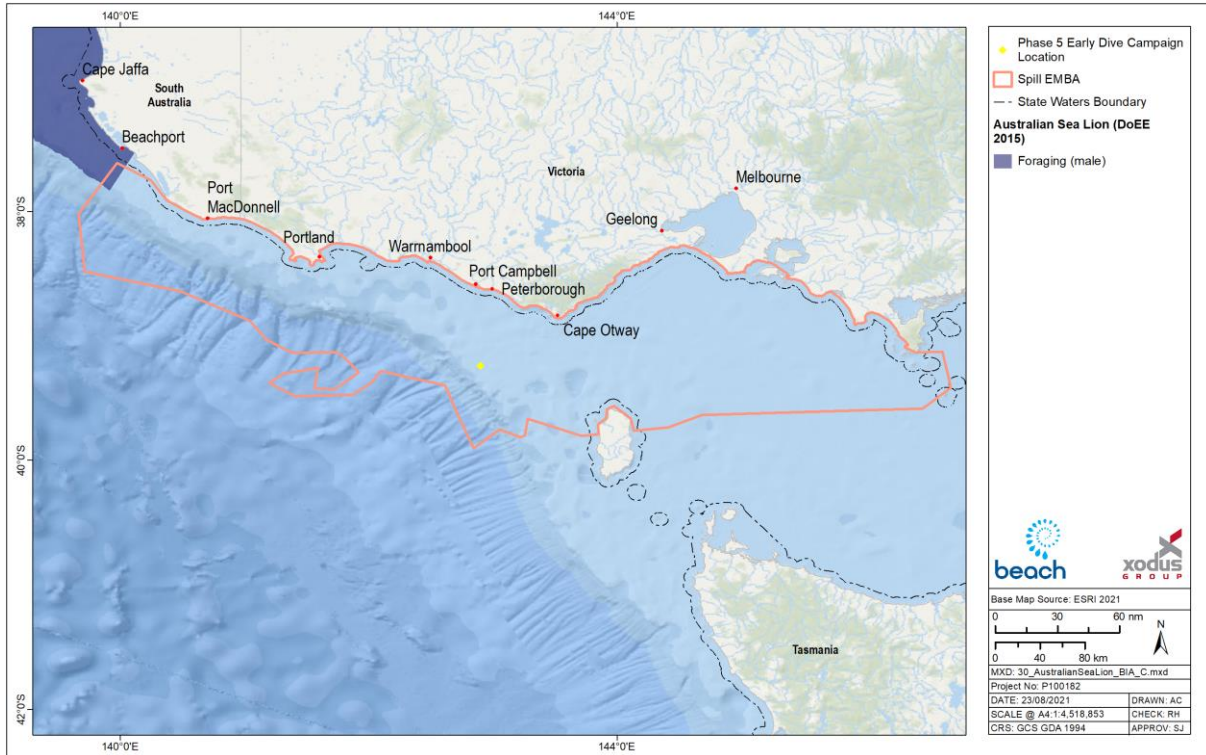 140°0'E 144°0'E
Cape Jaffa
South
Australia
Beachport
Port
MacDonnell
Portland
Warrnambool
Port Campbell
Peterborough
Cape Otway
Victoria
Geelong
Melbourne
Tasmania
38°S
40°S
42°S
38°0'S
40°0'S
42°0'S
140°0'E 144°0'E
Phase 5 Early Dive Campaign
Location
Spill EMBA
State Waters Boundary
Australian Sea Lion (DoEE
2015)
Foraging (male)
beach
xodus
GROUP
Base Map Source: ESRI 2021
0 30 60 nm
N
0 40 80 km
MXD: 30_AustralianSeaLion_BIA_C.mxd
Project No: P100182
DATE: 23/08/2021 DRAWN: AC
SCALE @ A4:1:4,518,853 CHECK: RH
CRS: GCS GDA 1994 APPROV: SJ